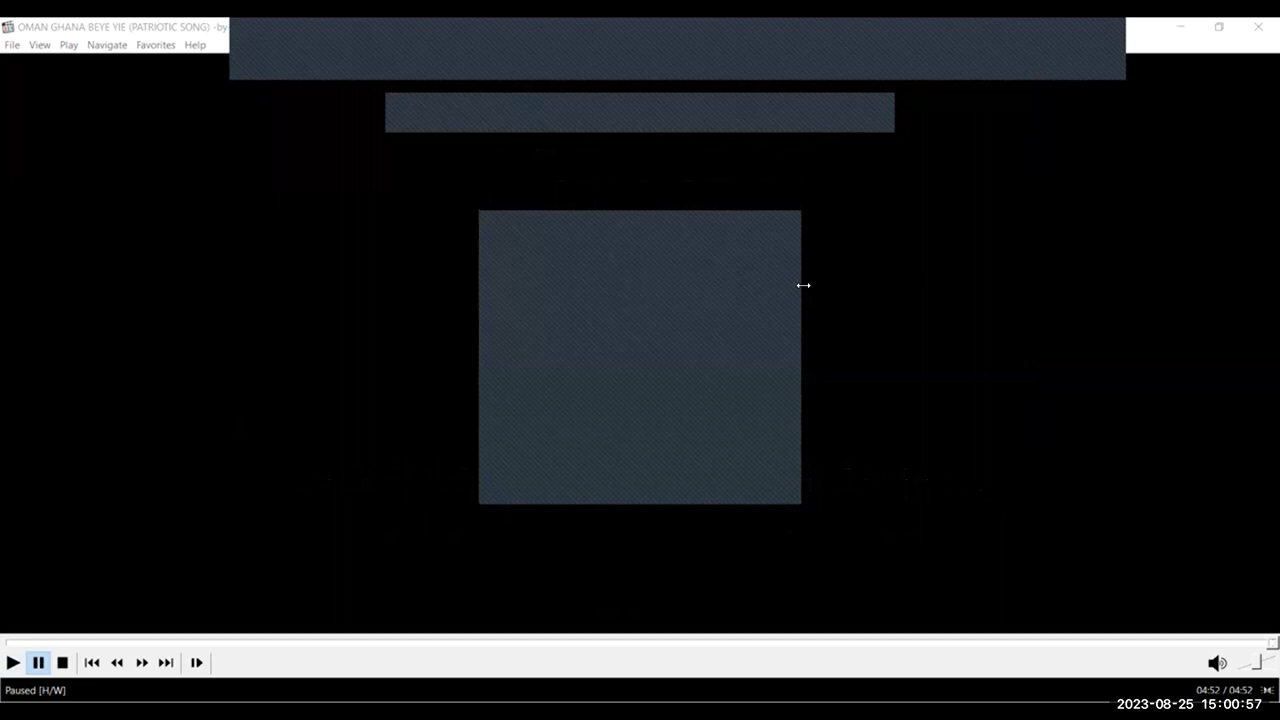 OMAN GHANA BEYE YIE (PATRIOTIC SONG) -by
File View Play Navigate Favorites Help
Paused [H/W]
04:52 / 04:52
2023-08-25 15:00:57